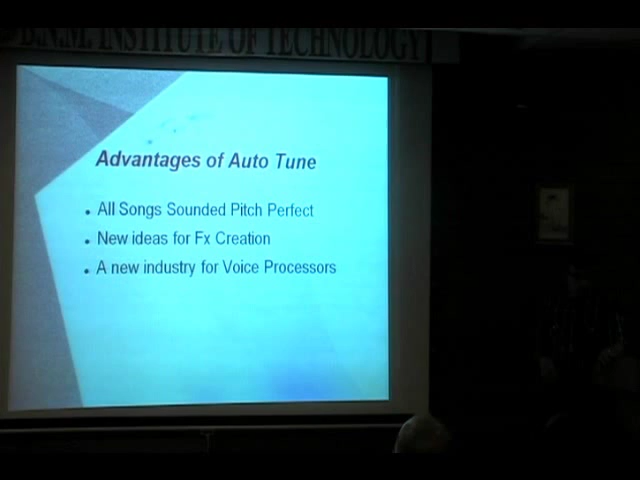 B.N.M. INSTITUTE OF TECHNOLOGY
Advantages of Auto Tune
• All Songs Sounded Pitch Perfect
• New ideas for Fx Creation
• A new industry for Voice Processors